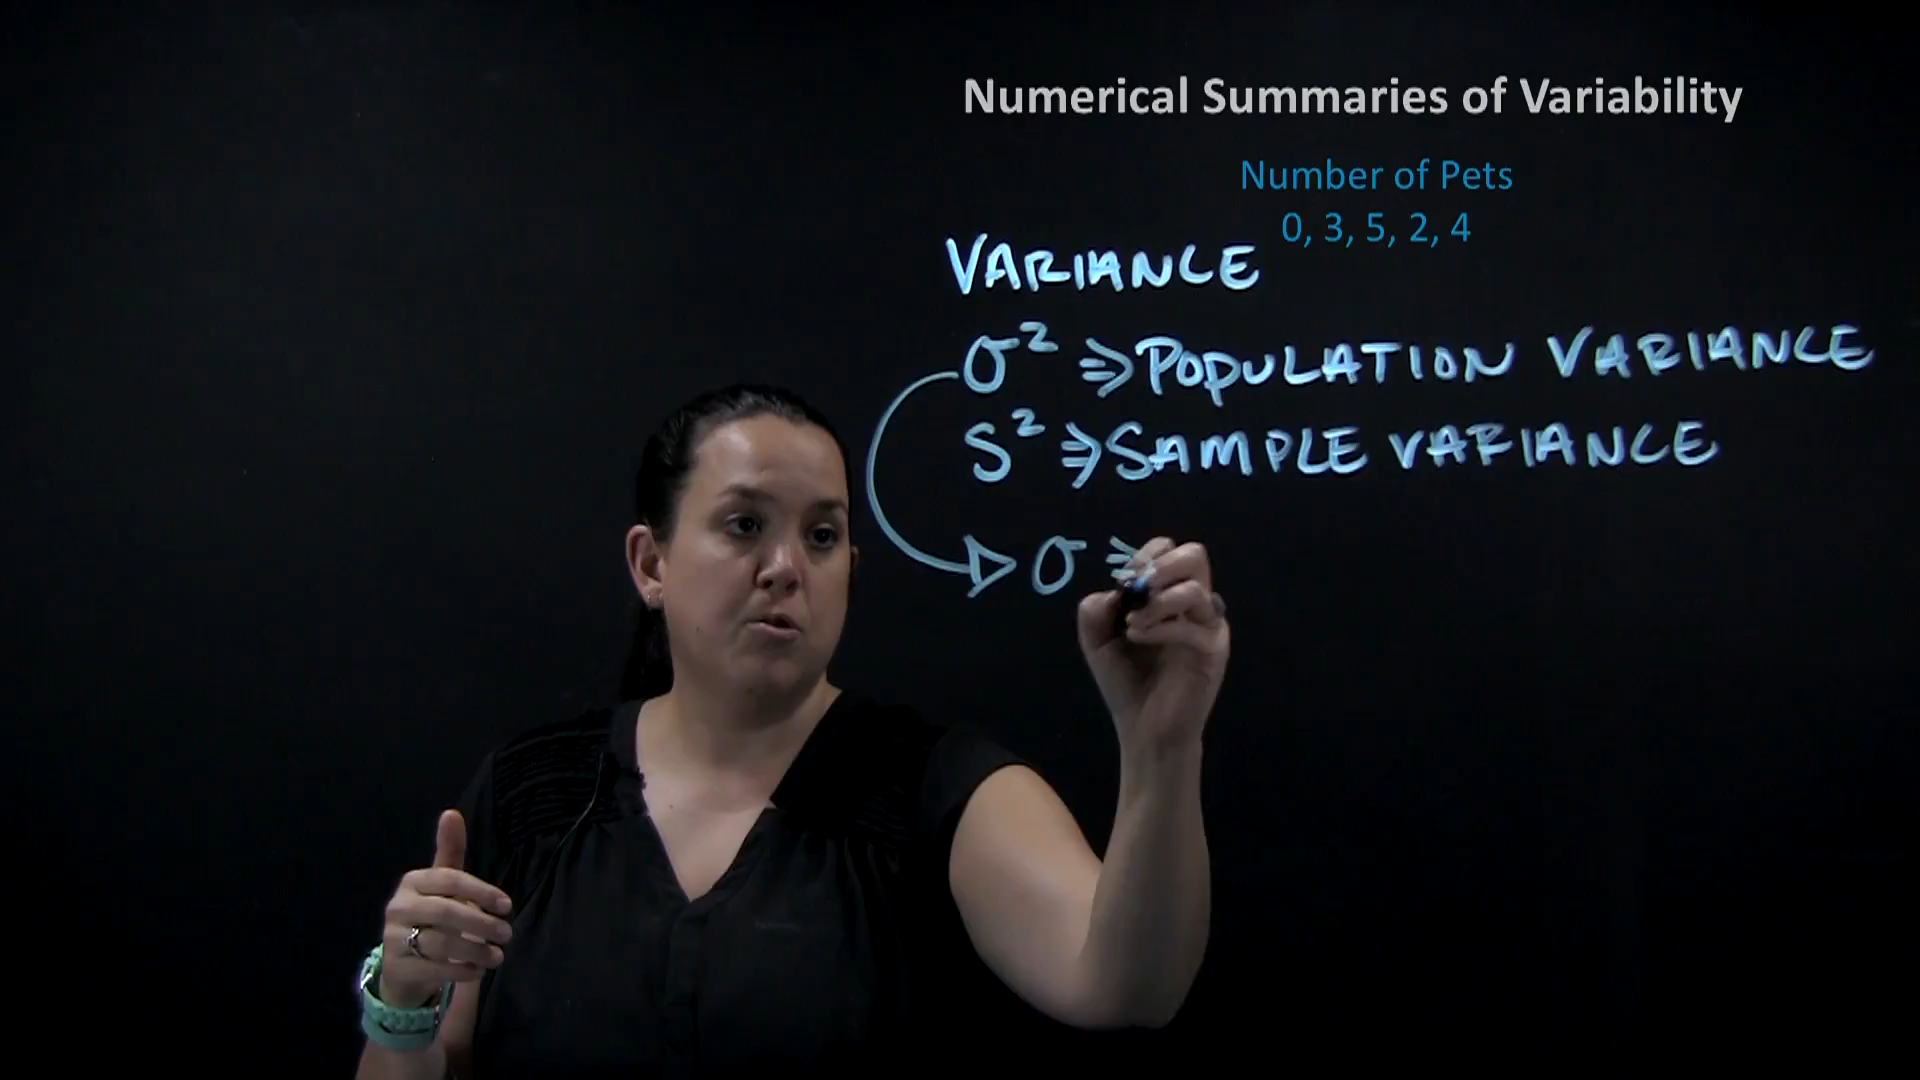 Numerical Summaries of Variability
Number of Pets
0, 3, 5, 2, 4
VARIANCE
σ² ⇒ POPULATION VARIANCE
S² ⇒ SAMPLE VARIANCE
σ ⇒